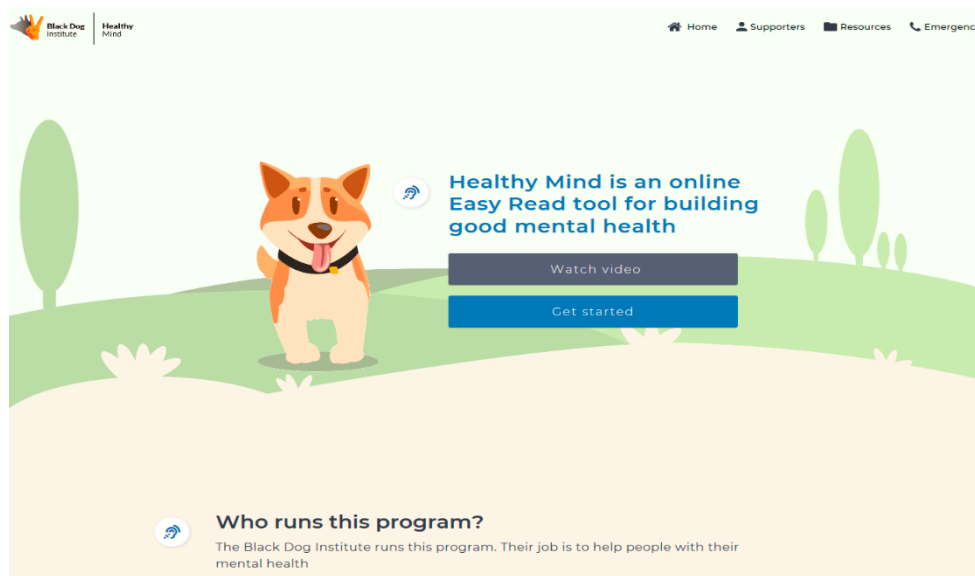 Black Dog
Institute
Healthy
Mind
Home
Supporters
Resources
Emergenc
Healthy Mind is an online
Easy Read tool for building
good mental health
Watch video
Get started
Who runs this program?
The Black Dog Institute runs this program. Their job is to help people with their
mental health